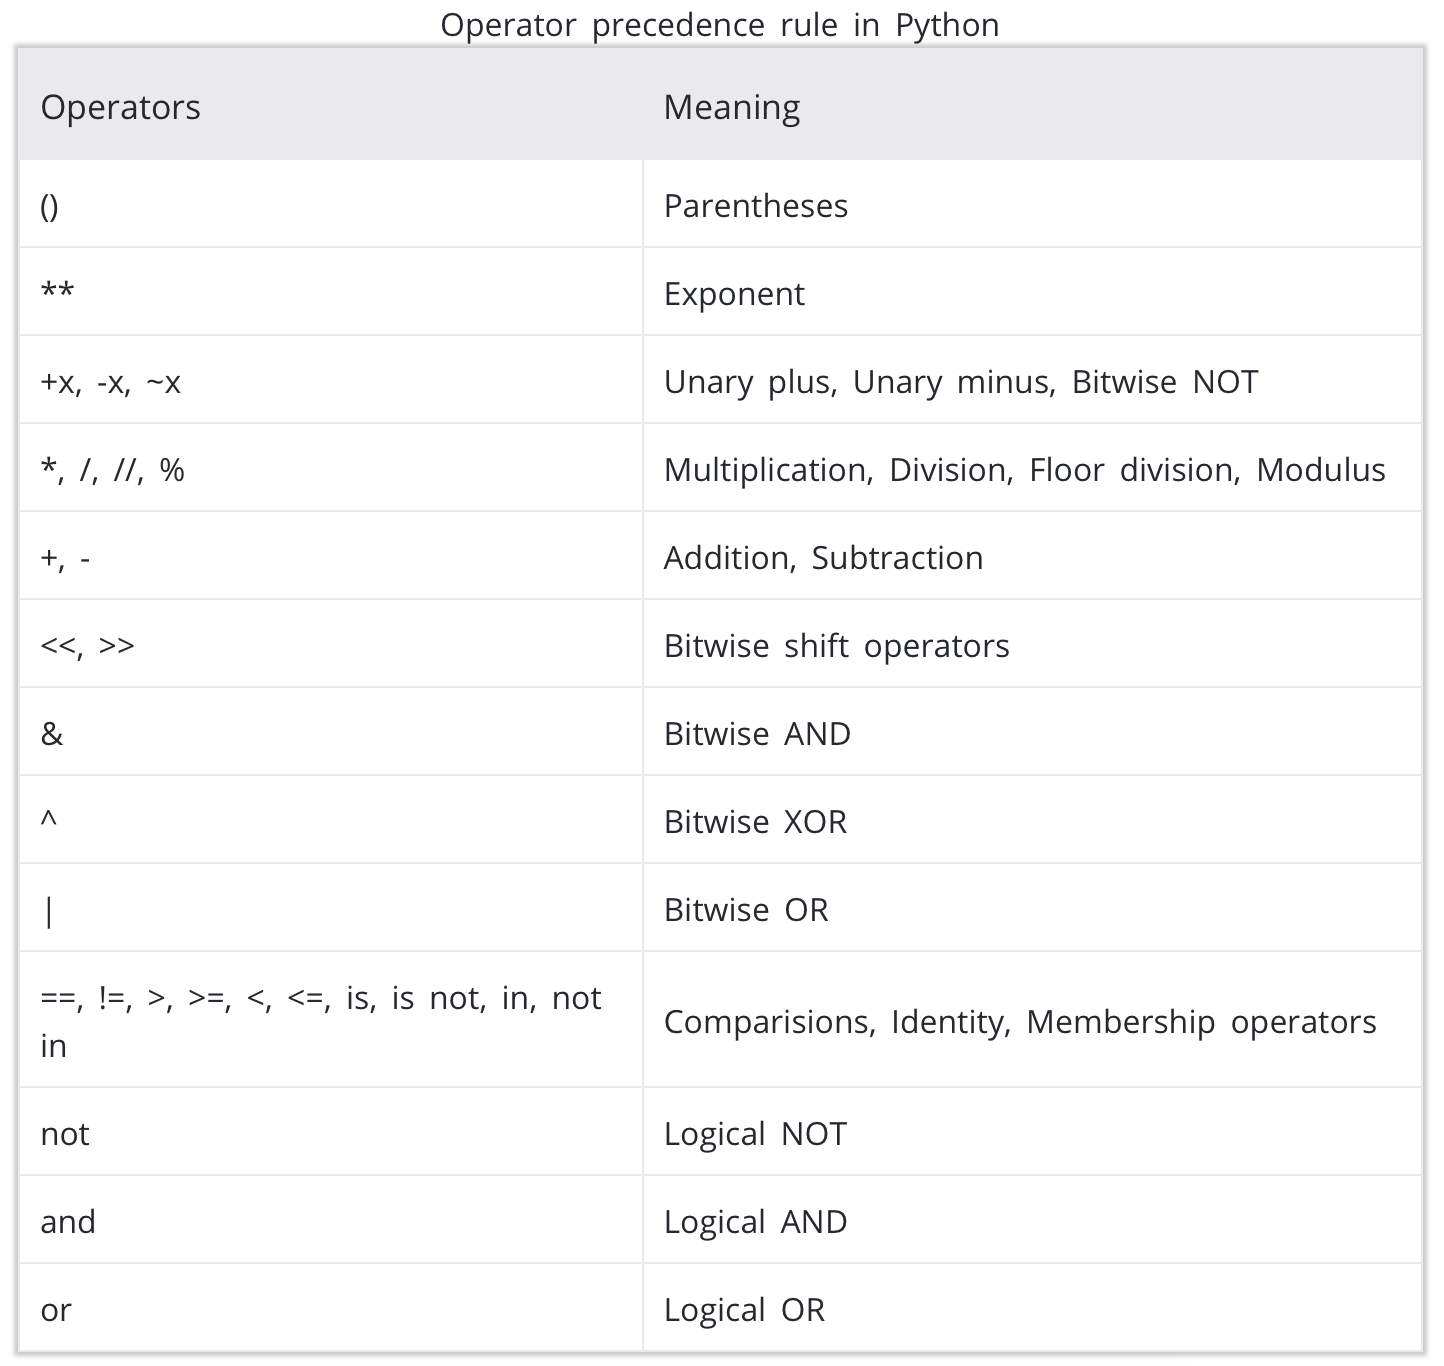 Operator precedence rule in Python
Operators Meaning
() Parentheses
** Exponent
+x, -x, ~x Unary plus, Unary minus, Bitwise NOT
*, /, //, % Multiplication, Division, Floor division, Modulus
+, - Addition, Subtraction
<<, >> Bitwise shift operators
& Bitwise AND
^ Bitwise XOR
| Bitwise OR
==, !=, >, >=, <, <=, is, is not, in, not
in
Comparisions, Identity, Membership operators
not Logical NOT
and Logical AND
or Logical OR